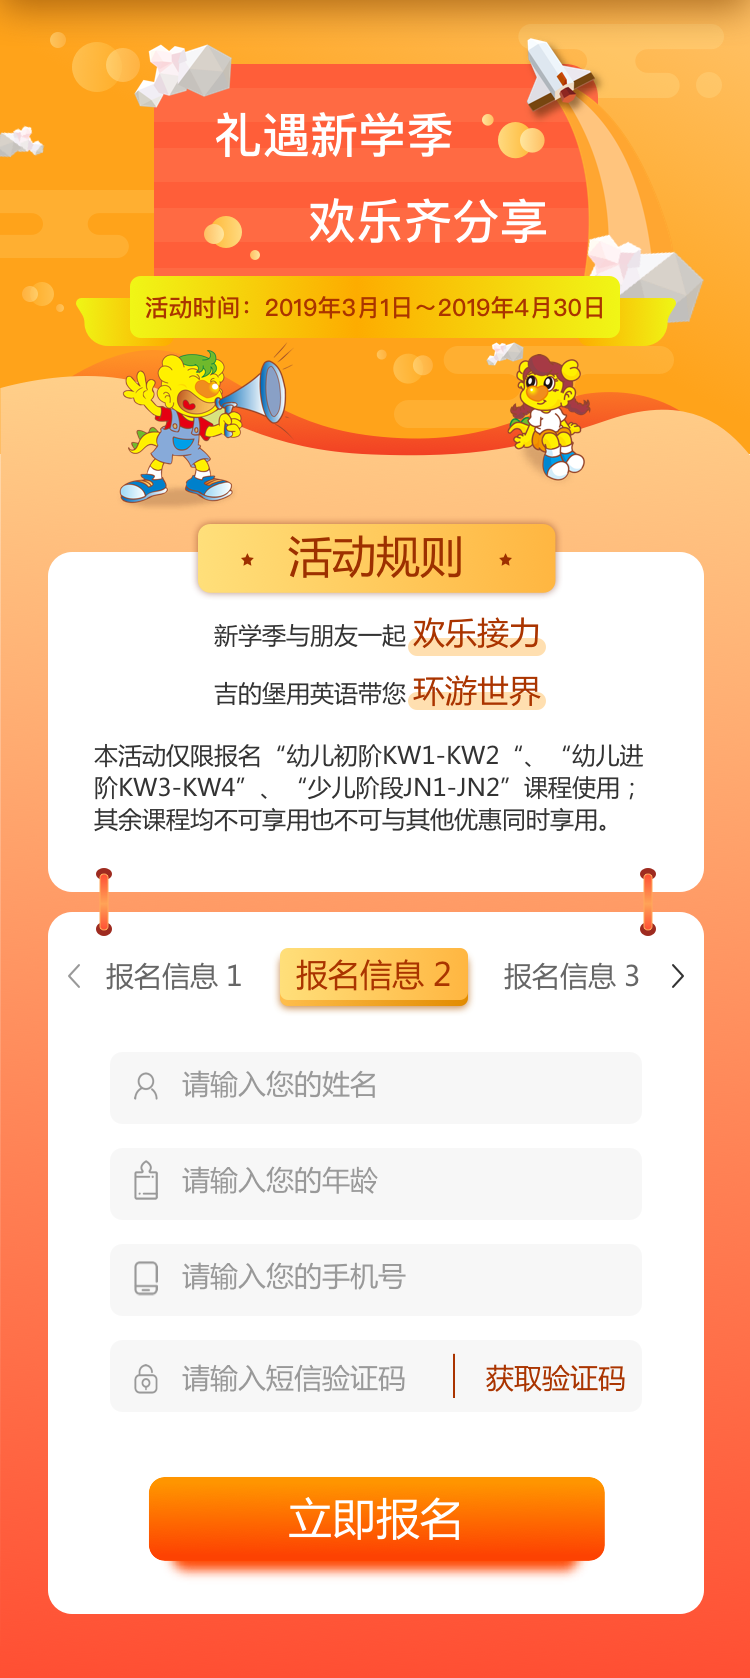 礼遇新学季
欢乐齐分享
活动时间：2019年3月1日～2019年4月30日
活动规则
新学季与朋友一起 欢乐接力
吉的堡用英语带您 环游世界
本活动仅限报名“幼儿初阶KW1-KW2“、“幼儿进
阶KW3-KW4”、“少儿阶段JN1-JN2”课程使用；
其余课程均不可享用也不可与其他优惠同时享用。
报名信息 1 报名信息 2 报名信息 3
请输入您的姓名
请输入您的年龄
请输入您的手机号
请输入短信验证码 获取验证码
立即报名